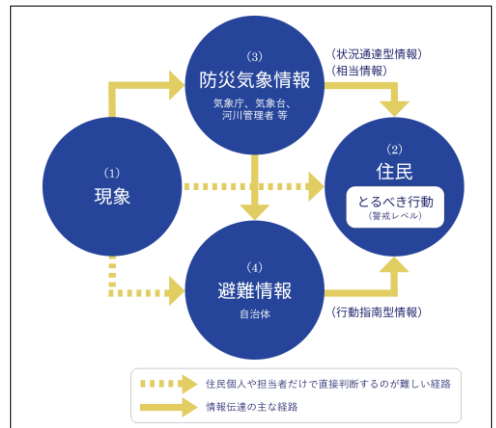 (3)
防災気象情報
気象庁、気象台、
河川管理者 等
(状況通達型情報)
(相当情報)
(1)
現象
(2)
住民
とるべき行動
(警戒レベル)
(4)
避難情報
自治体
(行動指南型情報)
住民個人や担当者だけで直接判断するのが難しい経路
情報伝達の主な経路